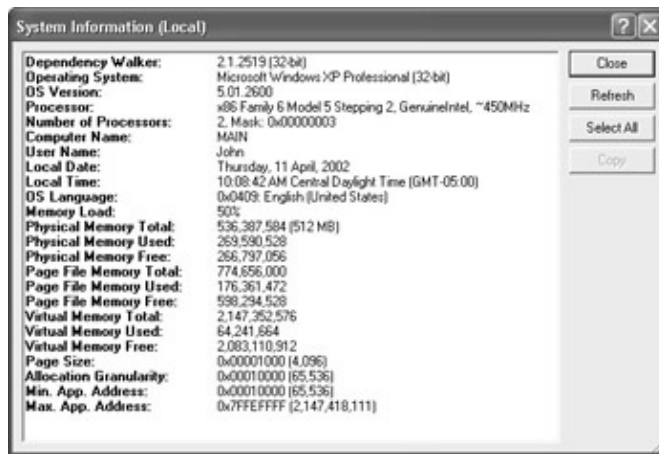 System Information (Local)
Dependency Walker: 2.1.2519 (32-bit)
Operating System: Microsoft Windows XP Professional (32-bit)
OS Version: 5.01.2600
Processor: x86 Family 6 Model 5 Stepping 2, GenuineIntel, ~450MHz
Number of Processors: 2, Mask: 0x00000003
Computer Name: MAIN
User Name: John
Local Date: Thursday, 11 April, 2002
Local Time: 10:08:42 AM Central Daylight Time (GMT-05:00)
OS Language: 0x0409: English (United States)
Memory Load: 50%
Physical Memory Total: 536,387,584 (512 MB)
Physical Memory Used: 269,590,528
Physical Memory Free: 266,797,056
Page File Memory Total: 774,656,000
Page File Memory Used: 176,361,472
Page File Memory Free: 598,294,528
Virtual Memory Total: 2,147,352,576
Virtual Memory Used: 64,241,664
Virtual Memory Free: 2,083,110,912
Page Size: 0x00001000 (4,096)
Allocation Granularity: 0x00010000 (65,536)
Min. App. Address: 0x00010000 (65,536)
Max. App. Address: 0x7FFEFFFF (2,147,418,111)
Close
Refresh
Select All
Copy